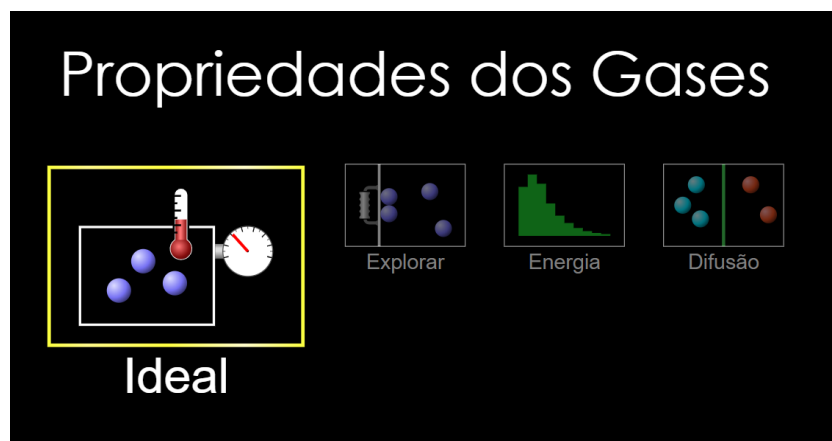 Propriedades dos Gases
Explorar
Energia
Difusão
Ideal